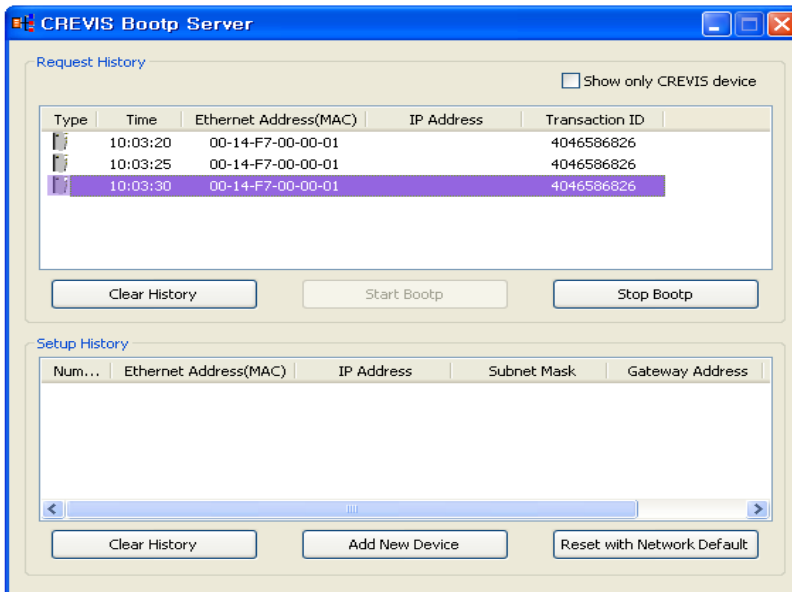 CREVIS Bootp Server
Request History
Show only CREVIS device
Type Time Ethernet Address(MAC) IP Address Transaction ID
10:03:20 00-14-F7-00-00-01 4046586826
10:03:25 00-14-F7-00-00-01 4046586826
10:03:30 00-14-F7-00-00-01 4046586826
Clear History Start Bootp Stop Bootp
Setup History
Num... Ethernet Address(MAC) IP Address Subnet Mask Gateway Address
Clear History Add New Device Reset with Network Default